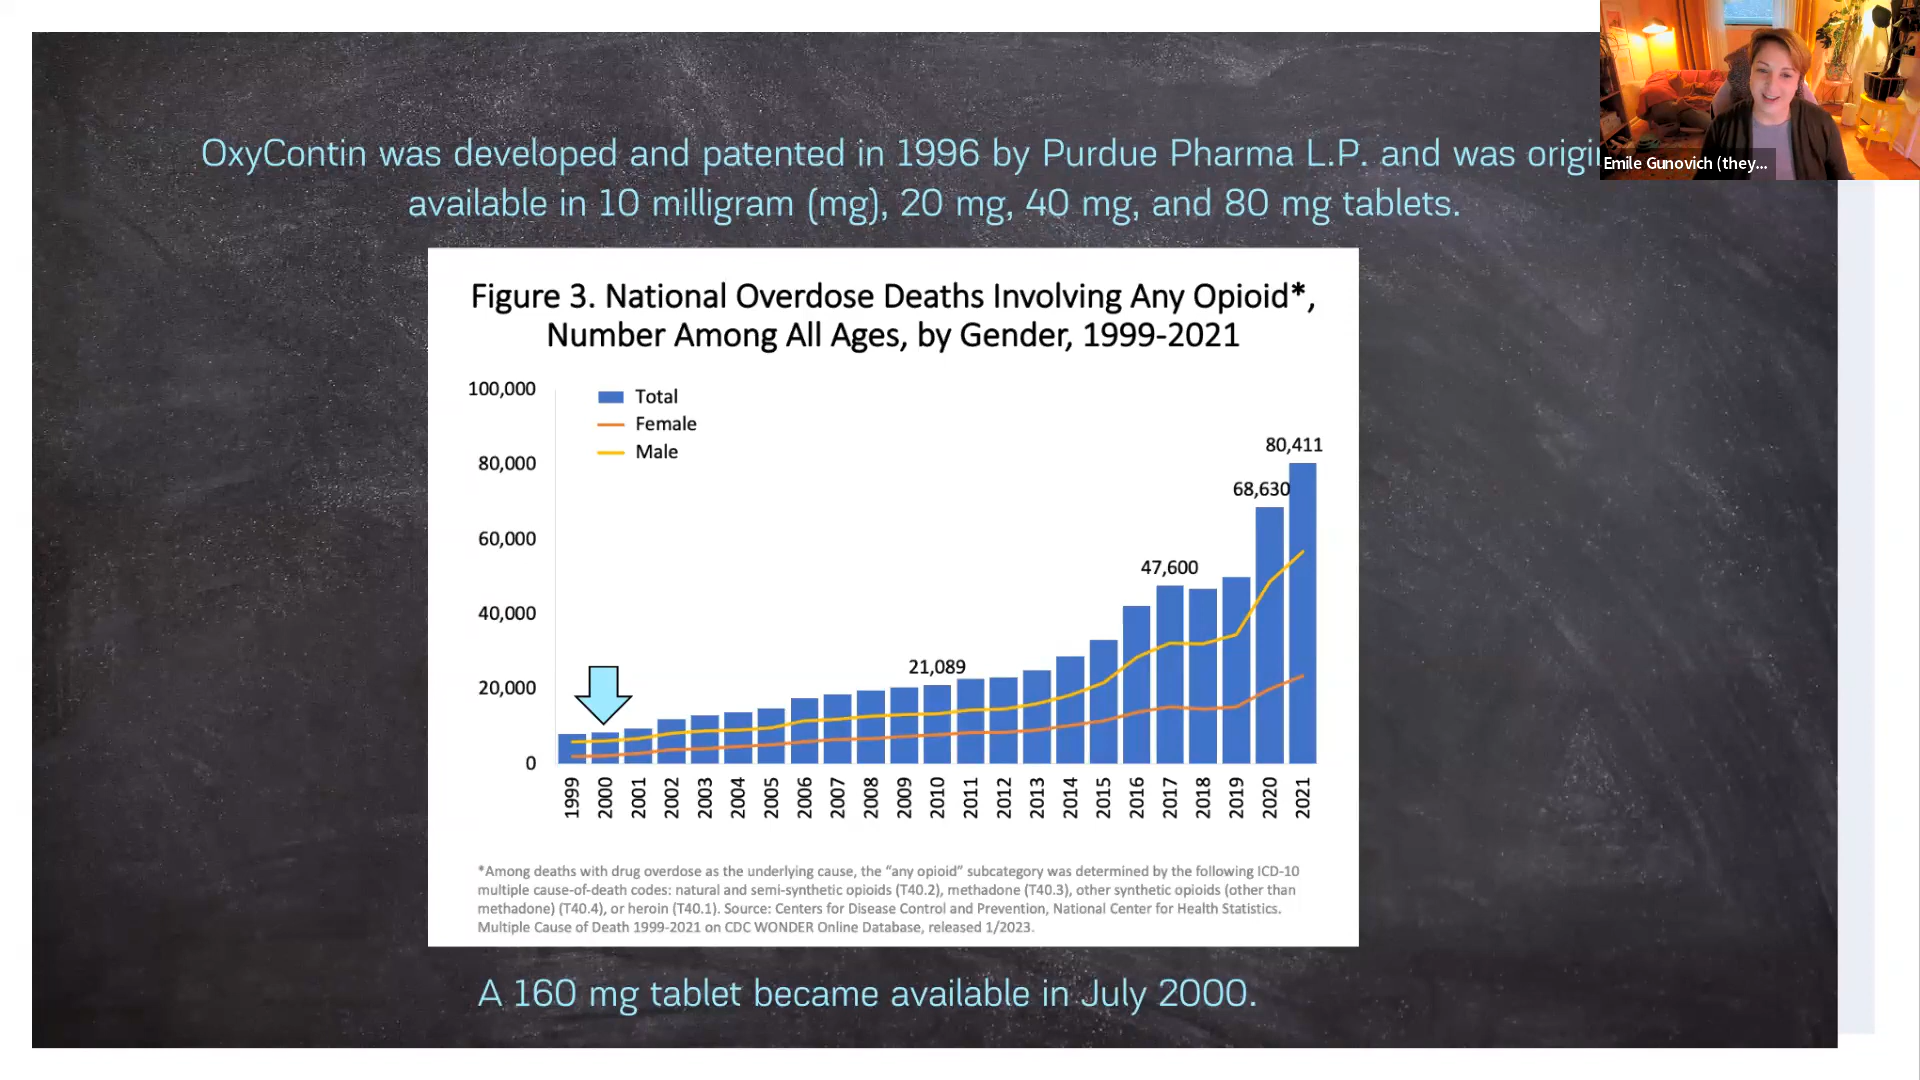 OxyContin was developed and patented in 1996 by Purdue Pharma L.P. and was
available in 10 milligram (mg), 20 mg, 40 mg, and 80 mg tablets.
Emile Gunovich (they...
Figure 3. National Overdose Deaths Involving Any Opioid*,
Number Among All Ages, by Gender, 1999-2021
100,000
80,000
60,000
40,000
20,000
0
Total
Female
Male
21,089
47,600
68,630
80,411
1999
2000
2001
2002
2003
2004
2005
2006
2007
2008
2009
2010
2011
2012
2013
2014
2015
2016
2017
2018
2019
2020
2021
*Among deaths with drug overdose as the underlying cause, the “any opioid” subcategory was determined by the following ICD-10
multiple cause-of-death codes: natural and semi-synthetic opioids (T40.2), methadone (T40.3), other synthetic opioids (other than
methadone) (T40.4), or heroin (T40.1). Source: Centers for Disease Control and Prevention, National Center for Health Statistics.
Multiple Cause of Death 1999-2021 on CDC WONDER Online Database, released 1/2023.
A 160 mg tablet became available in July 2000.